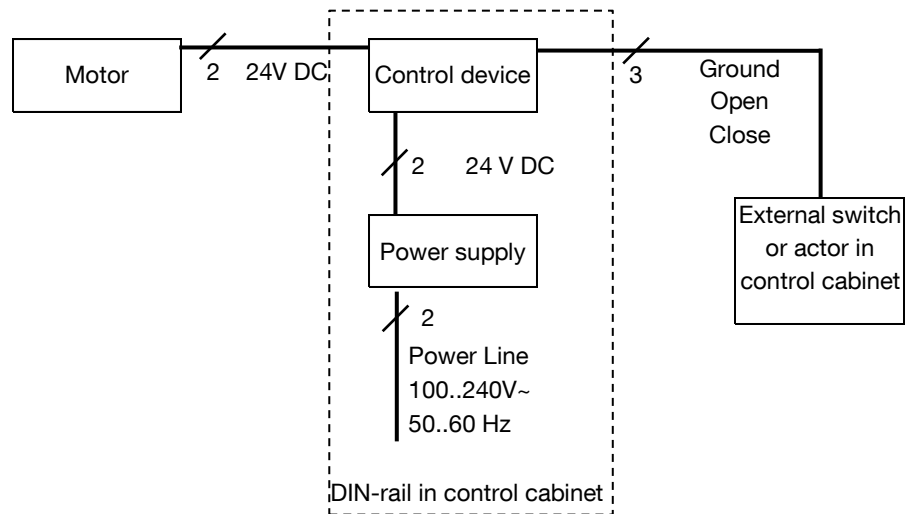 Motor
2 24V DC
Control device
3
Ground
Open
Close
2 24 V DC
Power supply
External switch
or actor in
control cabinet
2
Power Line
100..240V~
50..60 Hz
DIN-rail in control cabinet